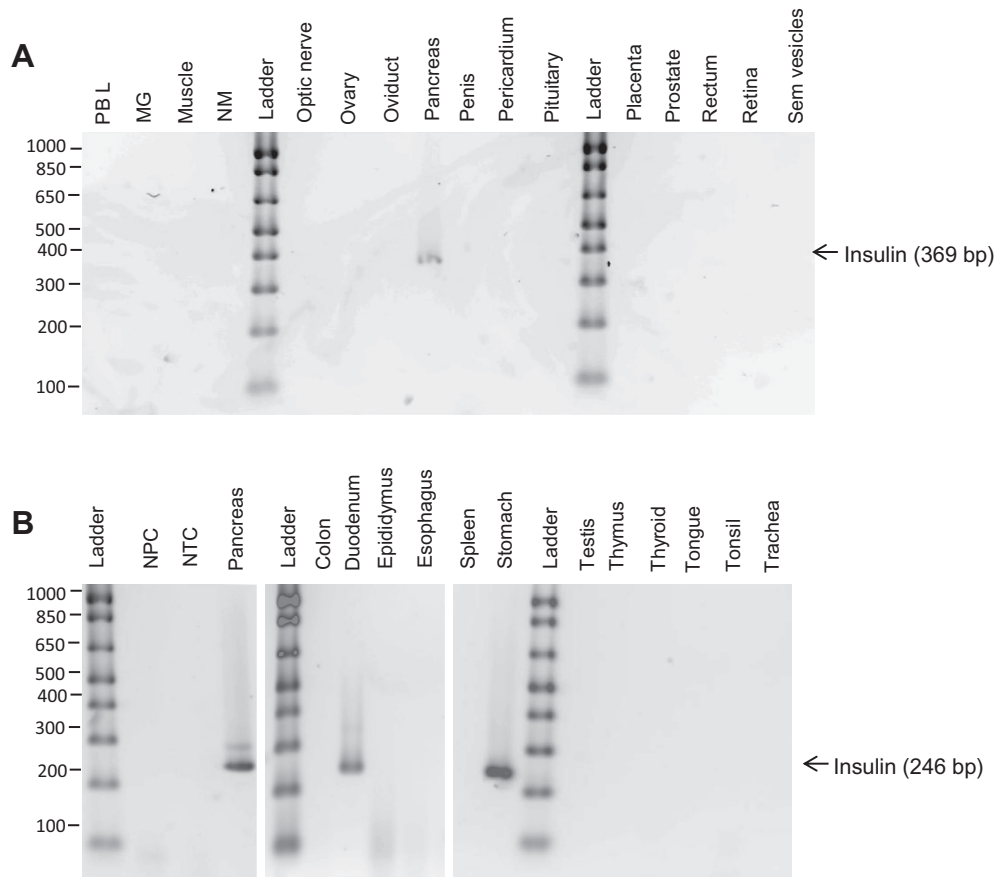 A
PB L
MG
Muscle
NM
Ladder
Optic nerve
Ovary
Oviduct
Pancreas
Penis
Pericardium
Pituitary
Ladder
Placenta
Prostate
Rectum
Retina
Sem vesicles
1000
850
650
500
400
300
200
100
Insulin (369 bp)
B
Ladder
NPC
NTC
Pancreas
Ladder
Colon
Duodenum
Epididymus
Esophagus
Spleen
Stomach
Ladder
Testis
Thymus
Thyroid
Tongue
Tonsil
Trachea
1000
850
650
500
400
300
200
100
Insulin (246 bp)